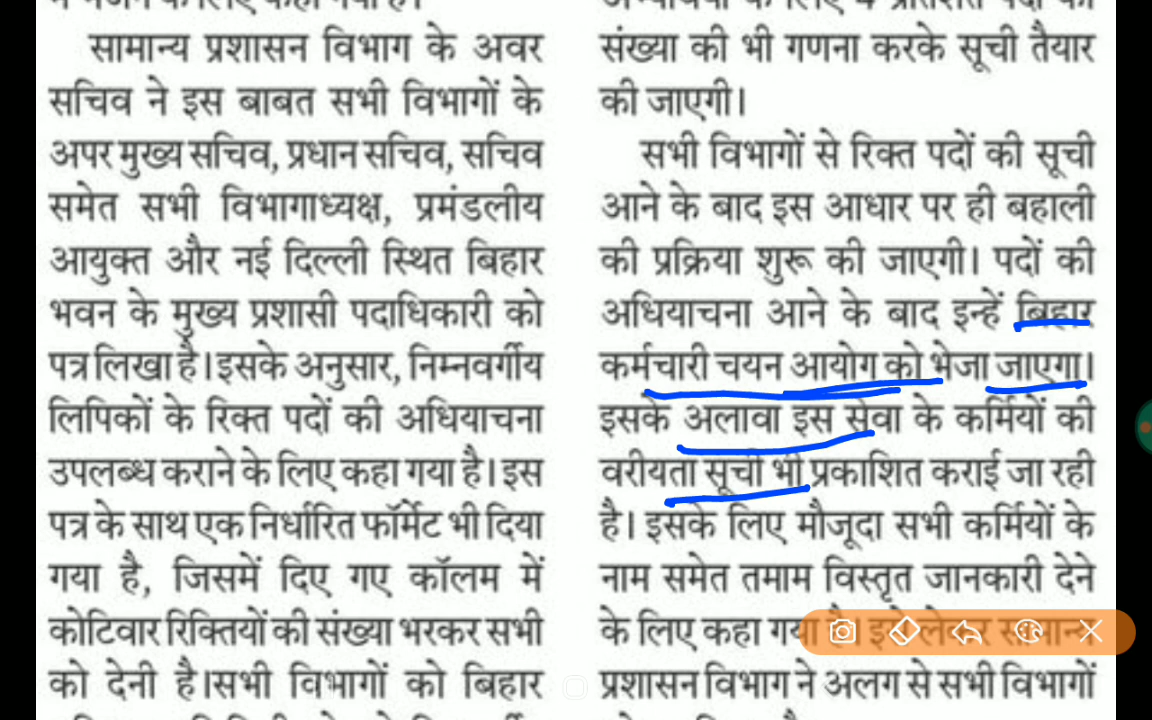 सामान्य प्रशासन विभाग के अवर
सचिव ने इस बाबत सभी विभागों के
अपर मुख्य सचिव, प्रधान सचिव, सचिव
समेत सभी विभागाध्यक्ष, प्रमंडलीय
आयुक्त और नई दिल्ली स्थित बिहार
भवन के मुख्य प्रशासी पदाधिकारी को
पत्र लिखा है। इसके अनुसार, निम्नवर्गीय
लिपिकों के रिक्त पदों की अधियाचना
उपलब्ध कराने के लिए कहा गया है। इस
पत्र के साथ एक निर्धारित फॉर्मेट भी दिया
गया है, जिसमें दिए गए कॉलम में
कोटिवार रिक्तियों की संख्या भरकर सभी
को देनी है।सभी विभागों को बिहार
संख्या की भी गणना करके सूची तैयार
की जाएगी।
सभी विभागों से रिक्त पदों की सूची
आने के बाद इस आधार पर ही बहाली
की प्रक्रिया शुरू की जाएगी। पदों की
अधियाचना आने के बाद इन्हें बिहार
कर्मचारी चयन आयोग को भेजा जाएगा।
इसके अलावा इस सेवा के कर्मियों की
वरीयता सूची भी प्रकाशित कराई जा रही
है। इसके लिए मौजूदा सभी कर्मियों के
नाम समेत तमाम विस्तृत जानकारी देने
के लिए कहा गया है। इसे लेकर सामान्य
प्रशासन विभाग ने अलग से सभी विभागों